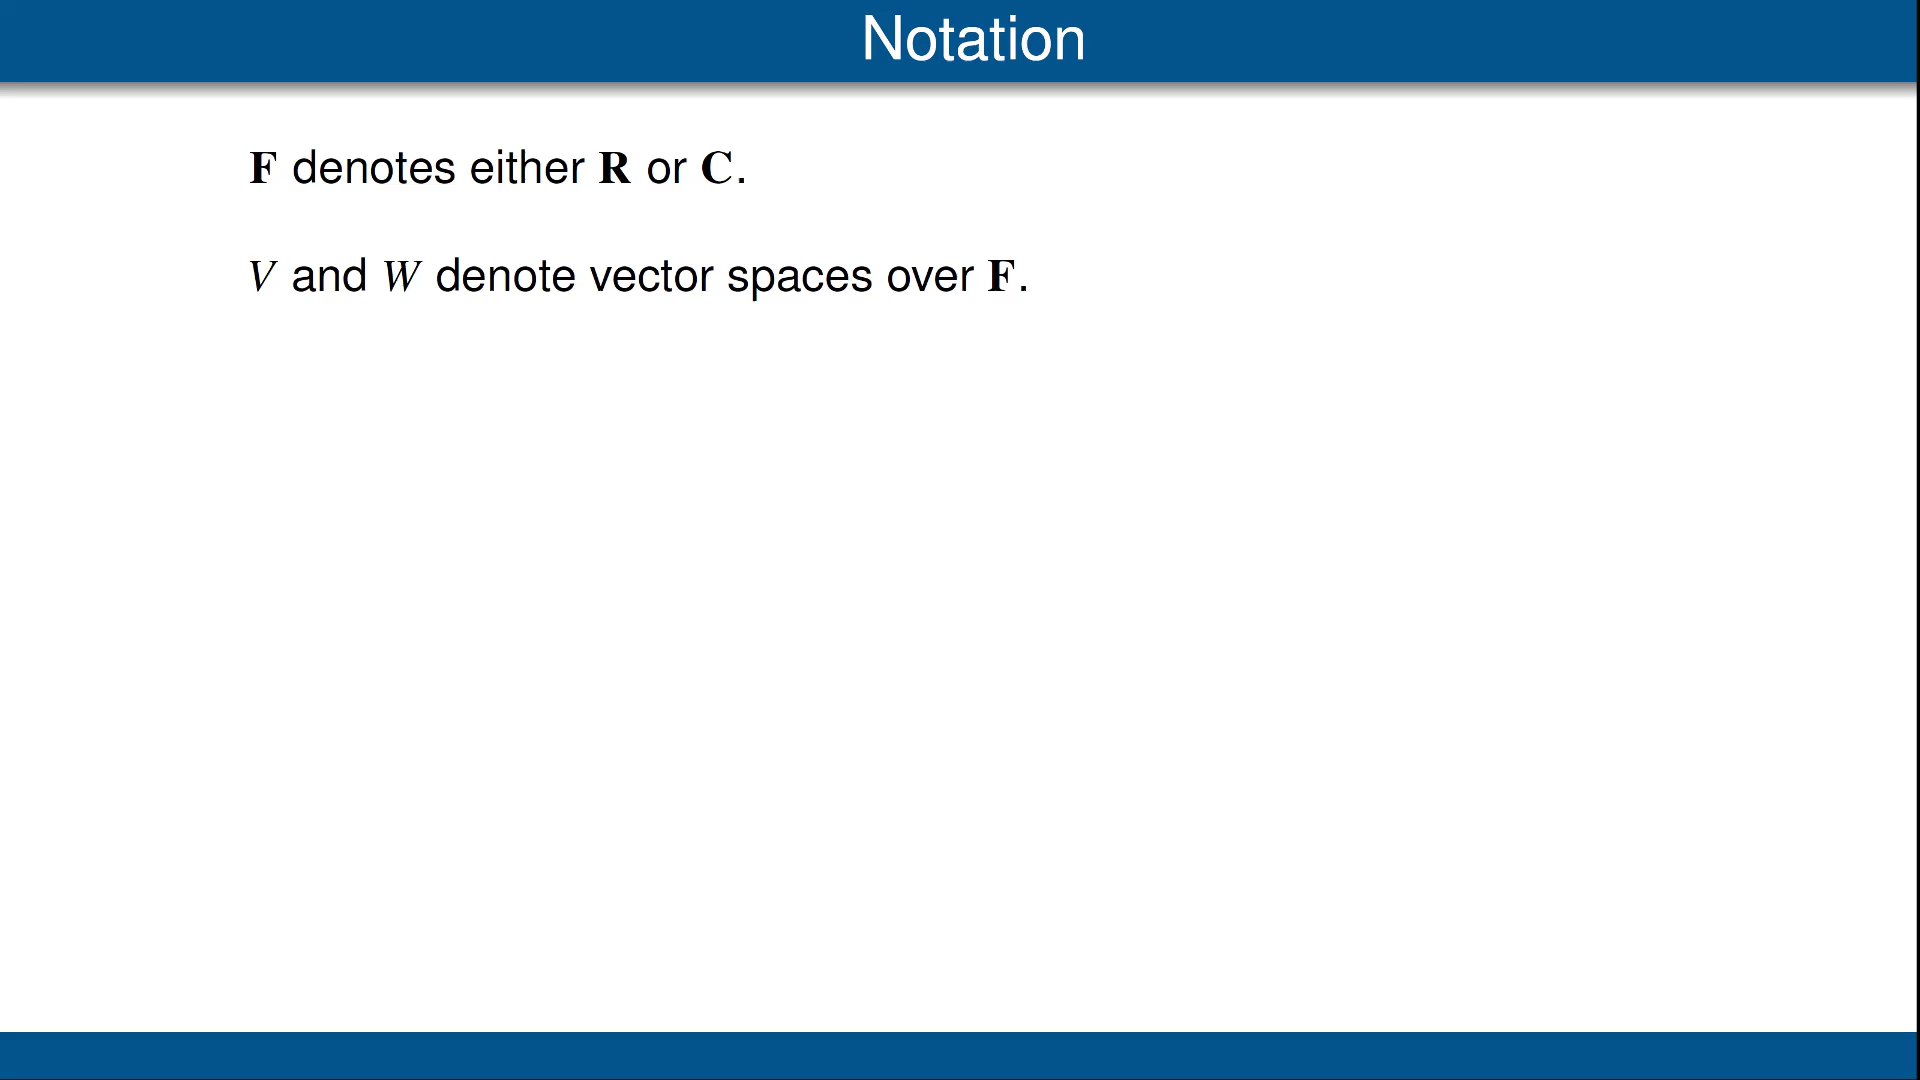 Notation
F denotes either R or C.
V and W denote vector spaces over F.